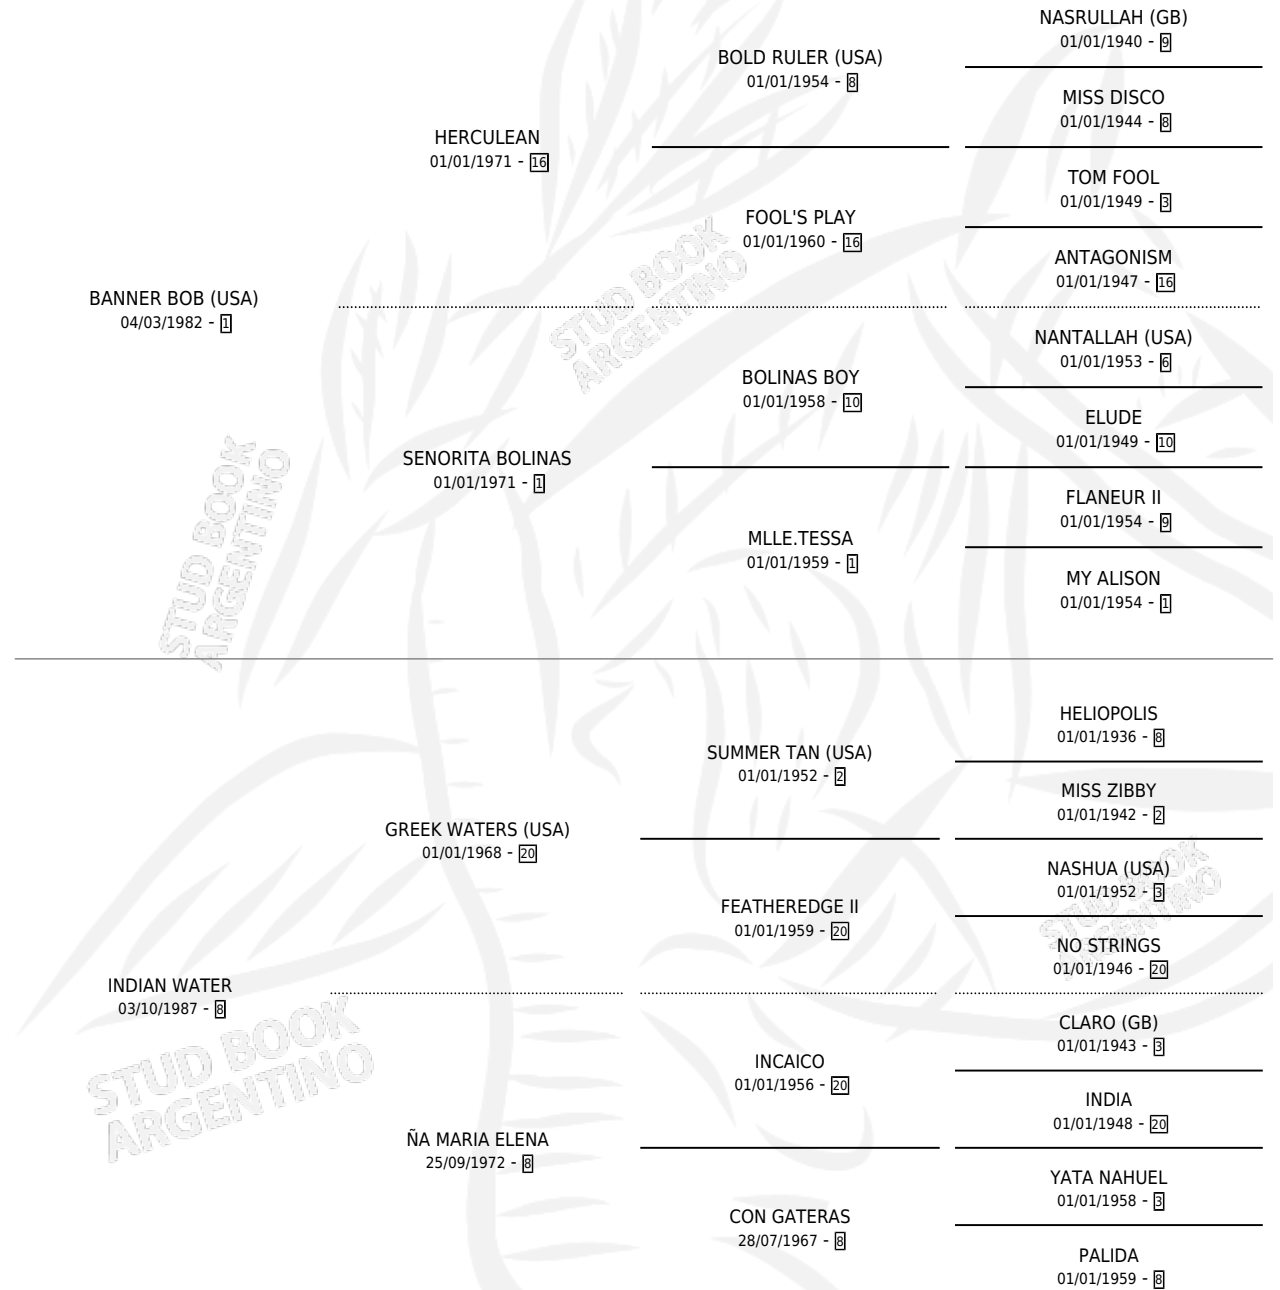 BANNER BOB (USA)
04/03/1982 - 1
HERCULEAN
01/01/1971 - 16
SENORITA BOLINAS
01/01/1971 - 1
BOLD RULER (USA)
01/01/1954 - 8
FOOL'S PLAY
01/01/1960 - 16
BOLINAS BOY
01/01/1958 - 10
MLLE.TESSA
01/01/1959 - 1
NASRULLAH (GB)
01/01/1940 - 9
MISS DISCO
01/01/1944 - 8
TOM FOOL
01/01/1949 - 3
ANTAGONISM
01/01/1947 - 16
NANTALLAH (USA)
01/01/1953 - 6
ELUDE
01/01/1949 - 10
FLANEUR II
01/01/1954 - 9
MY ALISON
01/01/1954 - 1
INDIAN WATER
03/10/1987 - 8
GREEK WATERS (USA)
01/01/1968 - 20
ÑA MARIA ELENA
25/09/1972 - 8
SUMMER TAN (USA)
01/01/1952 - 2
FEATHEREDGE II
01/01/1959 - 20
INCAICO
01/01/1956 - 20
CON GATERAS
28/07/1967 - 8
HELIOPOLIS
01/01/1936 - 8
MISS ZIBBY
01/01/1942 - 2
NASHUA (USA)
01/01/1952 - 3
NO STRINGS
01/01/1946 - 20
CLARO (GB)
01/01/1943 - 3
INDIA
01/01/1948 - 20
YATA NAHUEL
01/01/1958 - 3
PALIDA
01/01/1959 - 8
STUD BOOK
ARGENTINO
STUD BOOK
ARGENTINO
STUD BOOK
ARGENTINO
STUD BOOK
ARGENTINO